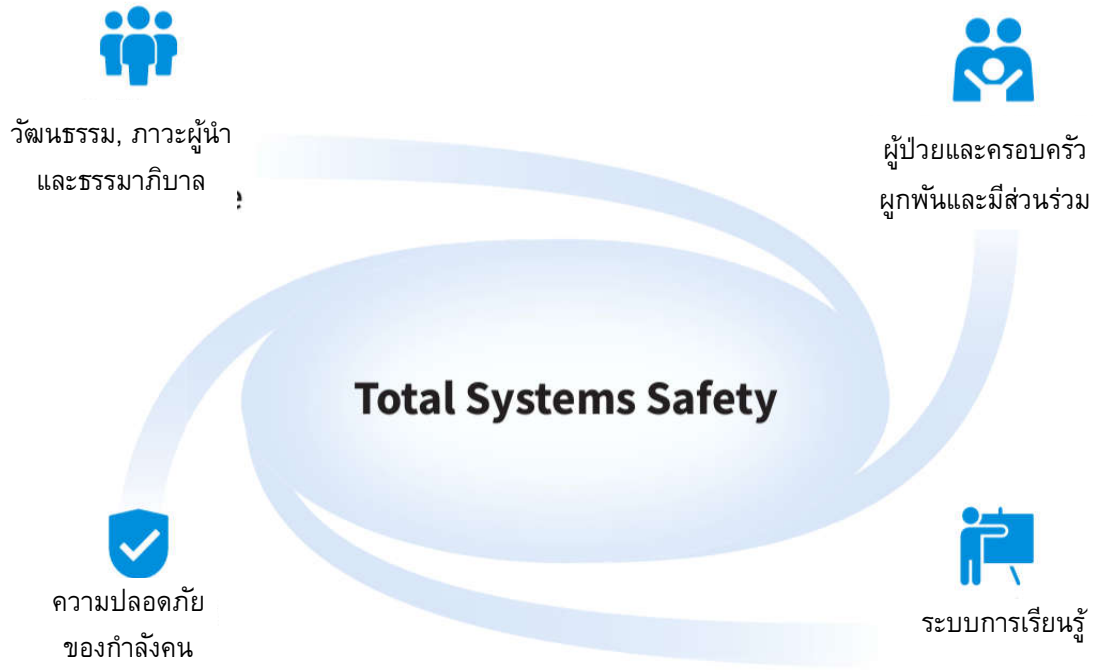 วัฒนธรรม, ภาวะผู้นำ
และธรรมาภิบาล
ผู้ป่วยและครอบครัว
ผูกพันและมีส่วนร่วม
Total Systems Safety
ความปลอดภัย
ของกำลังคน
ระบบการเรียนรู้